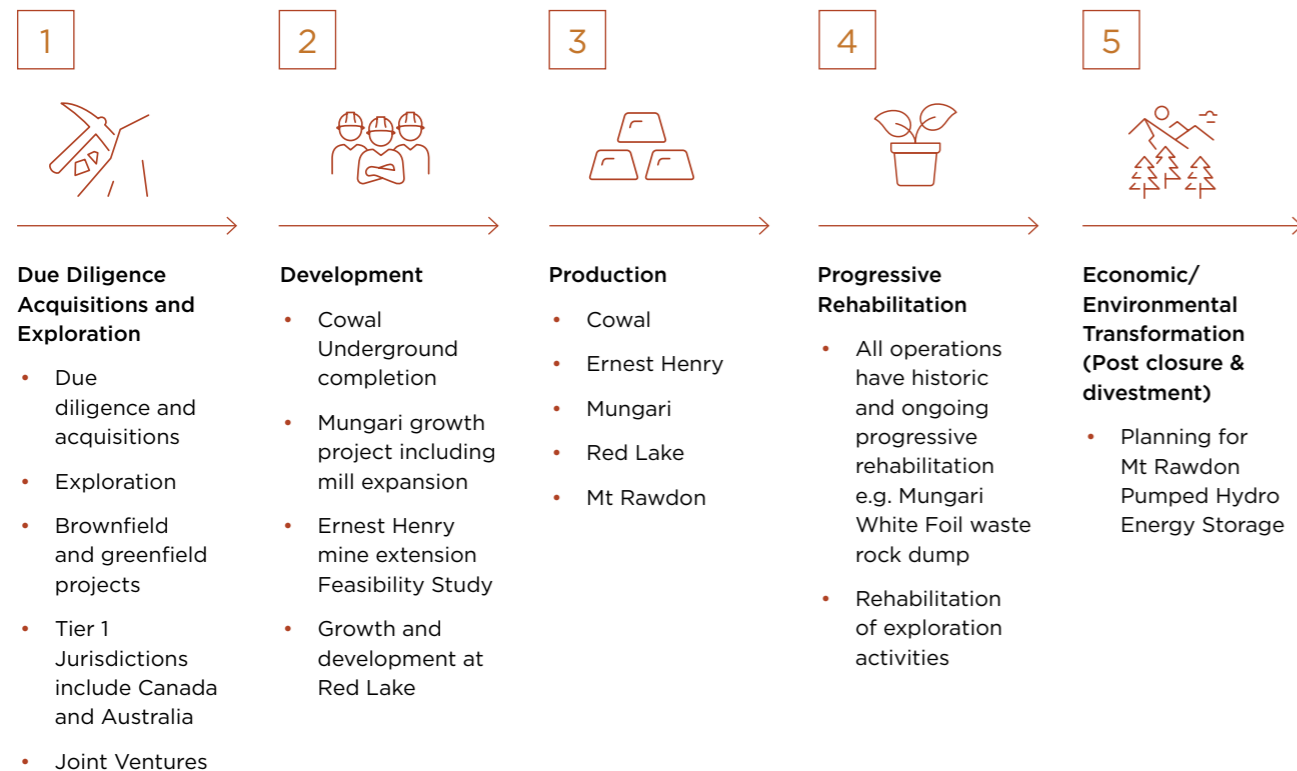 1
Due Diligence
Acquisitions and
Exploration
• Due
diligence and
acquisitions
• Exploration
• Brownfield
and greenfield
projects
• Tier 1
Jurisdictions
include Canada
and Australia
• Joint Ventures
2
Development
• Cowal
Underground
completion
• Mungari growth
project including
mill expansion
• Ernest Henry
mine extension
Feasibility Study
• Growth and
development at
Red Lake
3
Production
• Cowal
• Ernest Henry
• Mungari
• Red Lake
• Mt Rawdon
4
Progressive
Rehabilitation
• All operations
have historic
and ongoing
progressive
rehabilitation
e.g. Mungari
White Foil waste
rock dump
• Rehabilitation
of exploration
activities
5
Economic/
Environmental
Transformation
(Post closure &
divestment)
• Planning for
Mt Rawdon
Pumped Hydro
Energy Storage